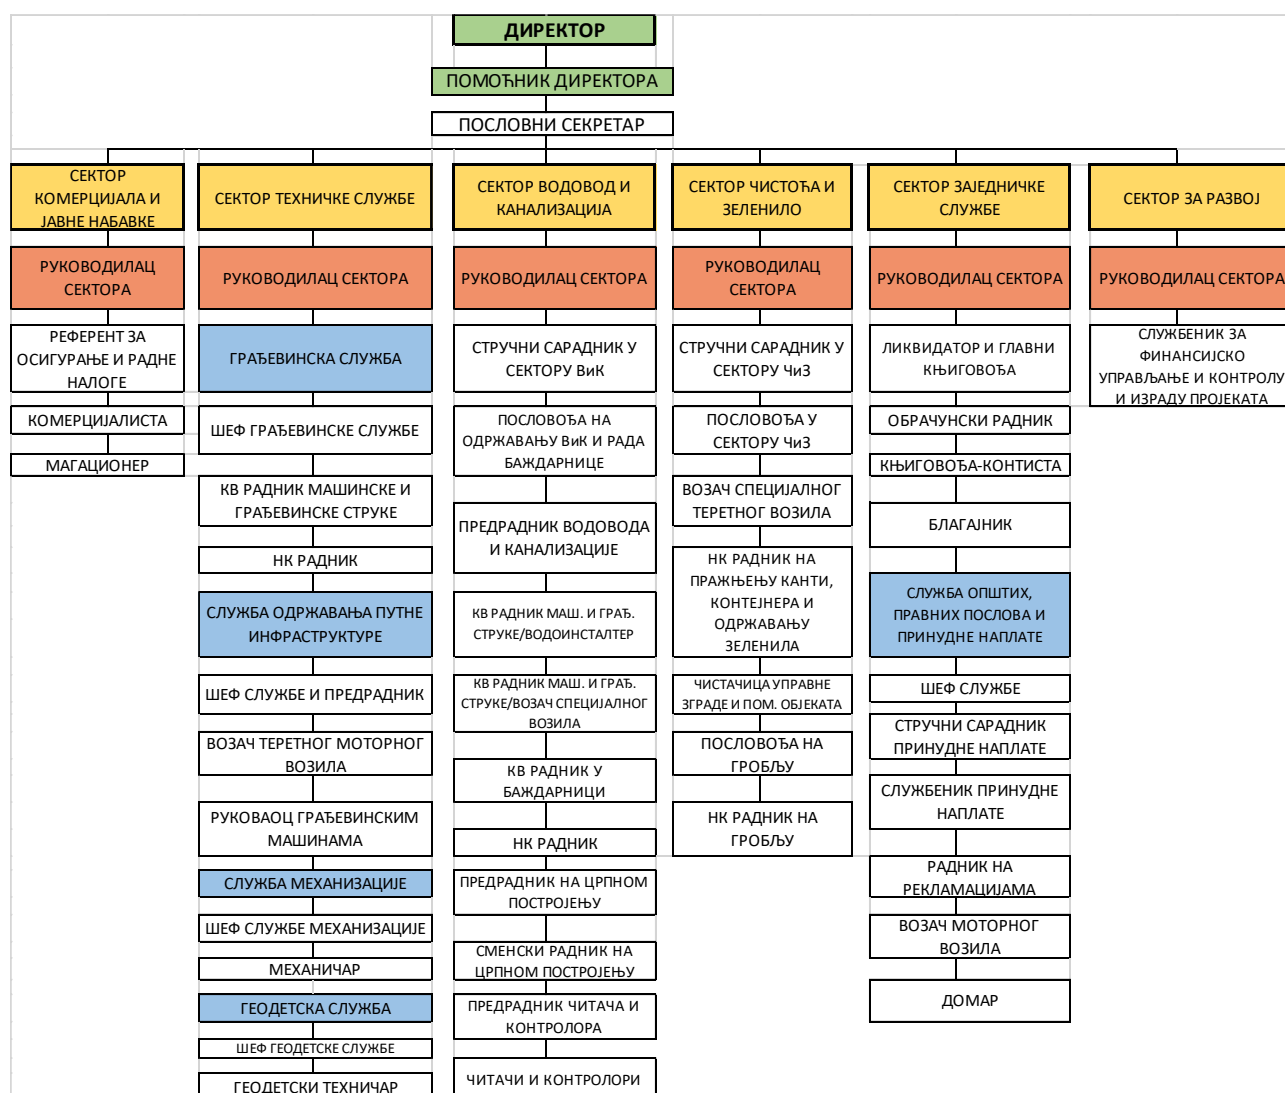 ДИРЕКТОР
ПОМОЋНИК ДИРЕКТОРА
ПОСЛОВНИ СЕКРЕТАР
СЕКТОР
КОМЕРЦИЈАЛА И
ЈАВНЕ НАБАВКЕ
РУКОВОДИЛАЦ
СЕКТОРА
РЕФЕРЕНТ ЗА
ОСИГУРАЊЕ И РАДНЕ
НАЛОГЕ
КОМЕРЦИЈАЛИСТА
МАГАЦИОНЕР
СЕКТОР ТЕХНИЧКЕ СЛУЖБЕ
РУКОВОДИЛАЦ СЕКТОРА
ГРАЂЕВИНСКА СЛУЖБА
ШЕФ ГРАЂЕВИНСКЕ СЛУЖБЕ
КВ РАДНИК МАШИНСКЕ И
ГРАЂЕВИНСКЕ СТРУКЕ
НК РАДНИК
СЛУЖБА ОДРЖАВАЊА ПУТНЕ
ИНФРАСТРУКТУРЕ
ШЕФ СЛУЖБЕ И ПРЕДРАДНИК
ВОЗАЧ ТЕРЕТНОГ МОТОРНОГ
ВОЗИЛА
РУКОВАОЦ ГРАЂЕВИНСКИМ
МАШИНАМА
СЛУЖБА МЕХАНИЗАЦИЈЕ
ШЕФ СЛУЖБЕ МЕХАНИЗАЦИЈЕ
МЕХАНИЧАР
ГЕОДЕТСКА СЛУЖБА
ШЕФ ГЕОДЕТСКЕ СЛУЖБЕ
ГЕОДЕТСКИ ТЕХНИЧАР
СЕКТОР ВОДОВОД И
КАНАЛИЗАЦИЈА
РУКОВОДИЛАЦ СЕКТОРА
СТРУЧНИ САРАДНИК У
СЕКТОРУ ВиК
ПОСЛОВОЂА НА
ОДРЖАВАЊУ ВиК И РАДА
БАЖДАРНИЦЕ
ПРЕДРАДНИК ВОДОВОДА
И КАНАЛИЗАЦИЈЕ
КВ РАДНИК МАШ. И ГРАЂ.
СТРУКЕ/ВОДОИНСТАЛТЕР
КВ РАДНИК МАШ. И ГРАЂ.
СТРУКЕ/ВОЗАЧ СПЕЦИЈАЛНОГ
ВОЗИЛА
КВ РАДНИК У
БАЖДАРНИЦИ
НК РАДНИК
ПРЕДРАДНИК НА ЦРПНОМ
ПОСТРОЈЕЊУ
СМЕНСКИ РАДНИК НА
ЦРПНОМ ПОСТРОЈЕЊУ
ПРЕДРАДНИК ЧИТАЧА И
КОНТРОЛОРА
ЧИТАЧИ И КОНТРОЛОРИ
СЕКТОР ЧИСТОЋА И
ЗЕЛЕНИЛО
РУКОВОДИЛАЦ
СЕКТОРА
СТРУЧНИ САРАДНИК У
СЕКТОРУ ЧиЗ
ПОСЛОВОЂА У
СЕКТОРУ ЧиЗ
ВОЗАЧ СПЕЦИЈАЛНОГ
ТЕРЕТНОГ ВОЗИЛА
НК РАДНИК НА
ПРАЖЊЕЊУ КАНТИ,
КОНТЕЈНЕРА И
ОДРЖАВАЊУ
ЗЕЛЕНИЛА
ЧИСТАЧИЦА УПРАВНЕ
ЗГРАДЕ И ПОМ. ОБЈЕКАТА
ПОСЛОВОЂА НА
ГРОБЉУ
НК РАДНИК НА
ГРОБЉУ
СЕКТОР ЗАЈЕДНИЧКЕ
СЛУЖБЕ
РУКОВОДИЛАЦ СЕКТОРА
ЛИКВИДАТОР И ГЛАВНИ
КЊИГОВОЂА
ОБРАЧУНСКИ РАДНИК
КЊИГОВОЂА-КОНТИСТА
БЛАГАЈНИК
СЛУЖБА ОПШТИХ,
ПРАВНИХ ПОСЛОВА И
ПРИНУДНЕ НАПЛАТЕ
ШЕФ СЛУЖБЕ
СТРУЧНИ САРАДНИК
ПРИНУДНЕ НАПЛАТЕ
СЛУЖБЕНИК ПРИНУДНЕ
НАПЛАТЕ
РАДНИК НА
РЕКЛАМАЦИЈАМА
ВОЗАЧ МОТОРНОГ
ВОЗИЛА
ДОМАР
СЕКТОР ЗА РАЗВОЈ
РУКОВОДИЛАЦ СЕКТОРА
СЛУЖБЕНИК ЗА
ФИНАНСИЈСКО
УПРАВЉАЊЕ И КОНТРОЛУ
И ИЗРАДУ ПРОЈЕКАТА